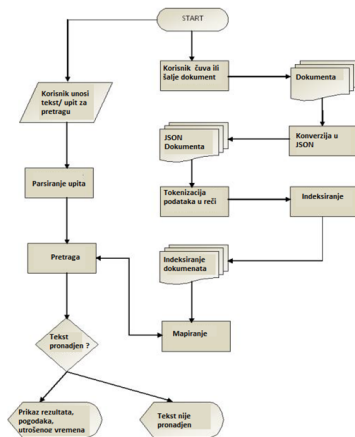 START
Korisnik čuva ili
šalje dokument
Dokumenta
Korisnik unosi
tekst/ upit za
pretragu
JSON
Dokumenta
Konverzija u
JSON
Parsiranje upita
Tokenizacija
podataka u reči
Indeksiranje
Pretraga
Indeksiranje
dokumenata
Mapiranje
Tekst
pronadjen ?
Prikaz rezultata,
pogodaka,
utrošenoe vremena
Tekst nije
pronadjen